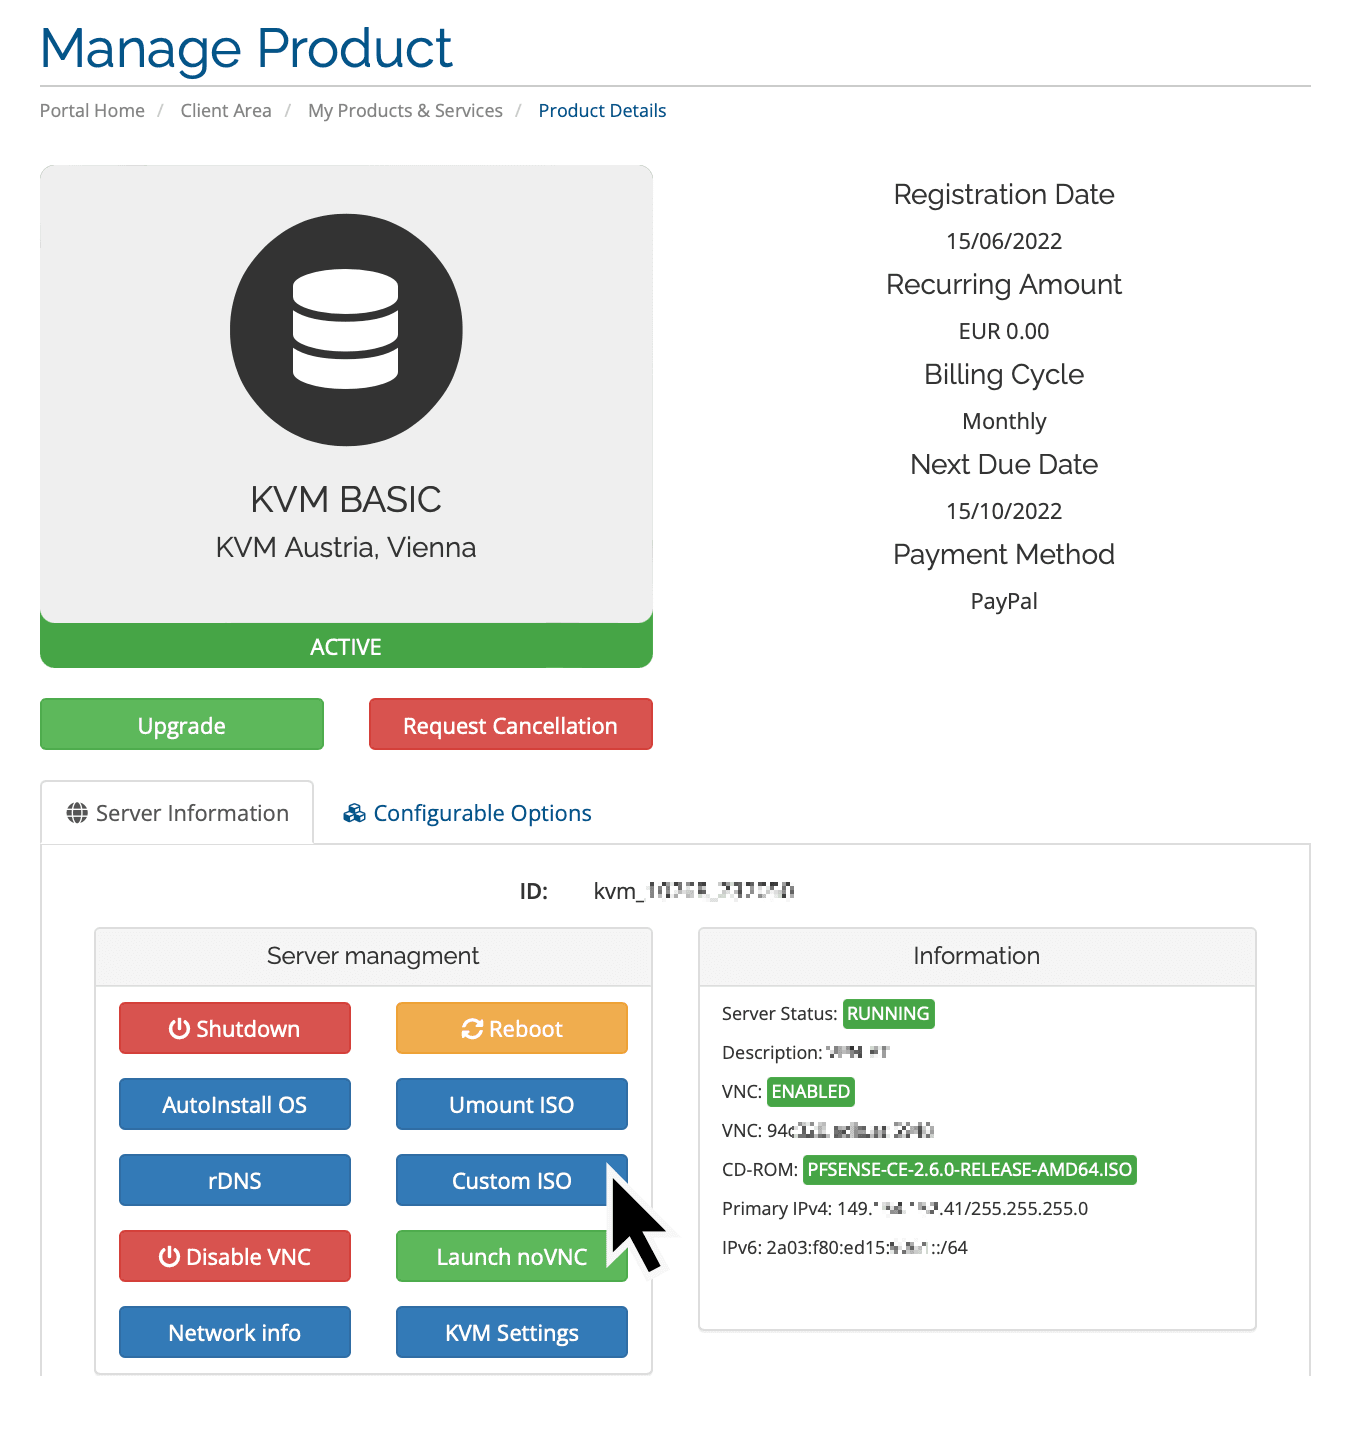 Manage Product
Portal Home / Client Area / My Products & Services / Product Details
KVM BASIC
KVM Austria, Vienna
ACTIVE
Upgrade
Request Cancellation
Registration Date
15/06/2022
Recurring Amount
EUR 0.00
Billing Cycle
Monthly
Next Due Date
15/10/2022
Payment Method
PayPal
Server Information
Configurable Options
ID: kvm_
Server managment
Shutdown
Reboot
AutoInstall OS
Umount ISO
rDNS
Custom ISO
Disable VNC
Launch noVNC
Network info
KVM Settings
Information
Server Status: RUNNING
Description:
VNC: ENABLED
VNC: 94
CD-ROM: PFSENSE-CE-2.6.0-RELEASE-AMD64.ISO
Primary IPv4: 149. .41/255.255.255.0
IPv6: 2a03:f80:ed15: ::/64